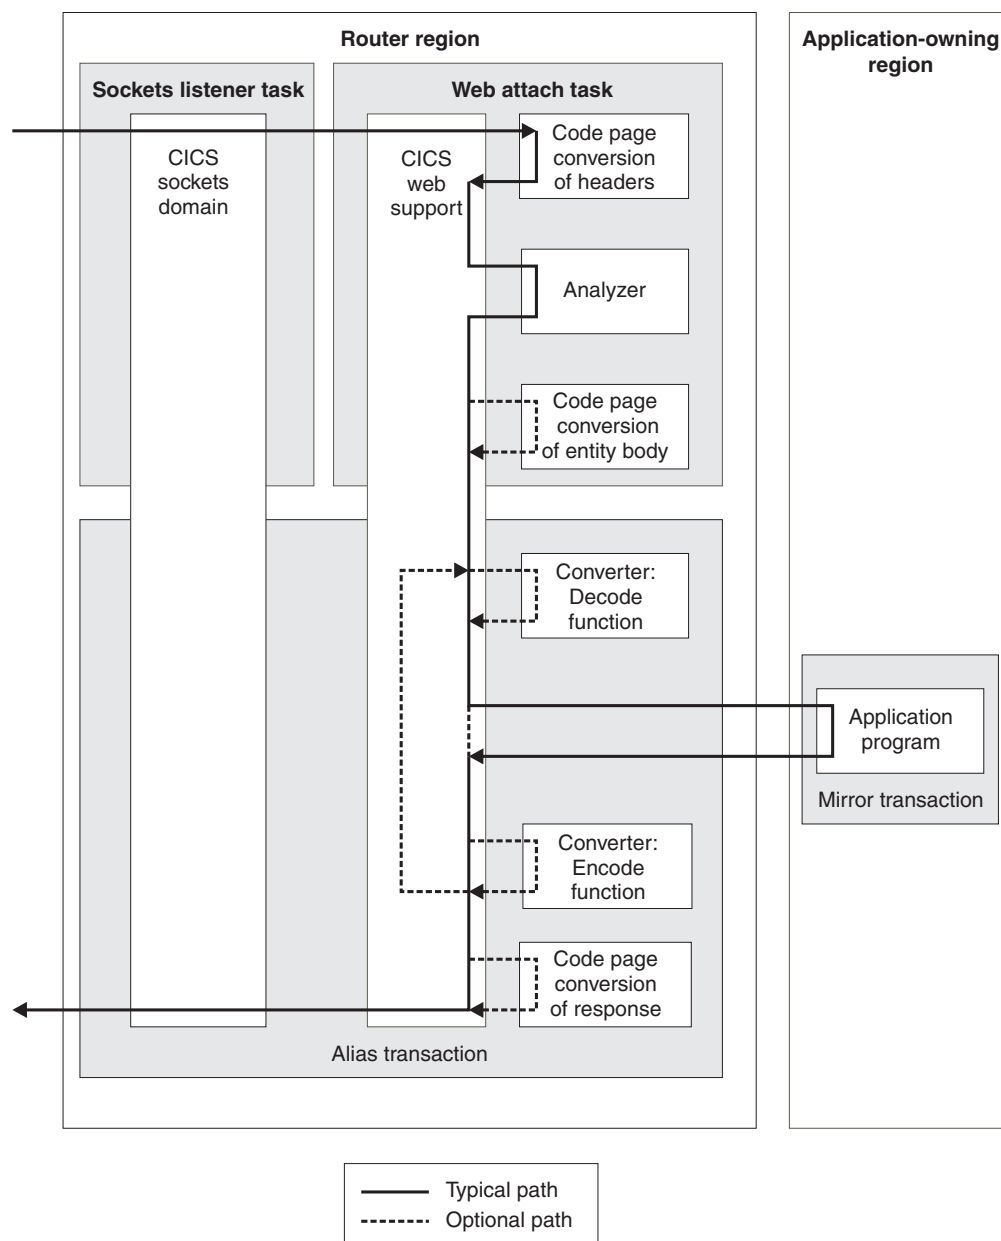 Router region
Application-owning
region
Sockets listener task
Web attach task
CICS
sockets
domain
CICS
web
support
Code page
conversion
of headers
Analyzer
Code page
conversion
of entity body
Converter:
Decode
function
Application
program
Mirror transaction
Converter:
Encode
function
Code page
conversion
of response
Alias transaction
Typical path
Optional path